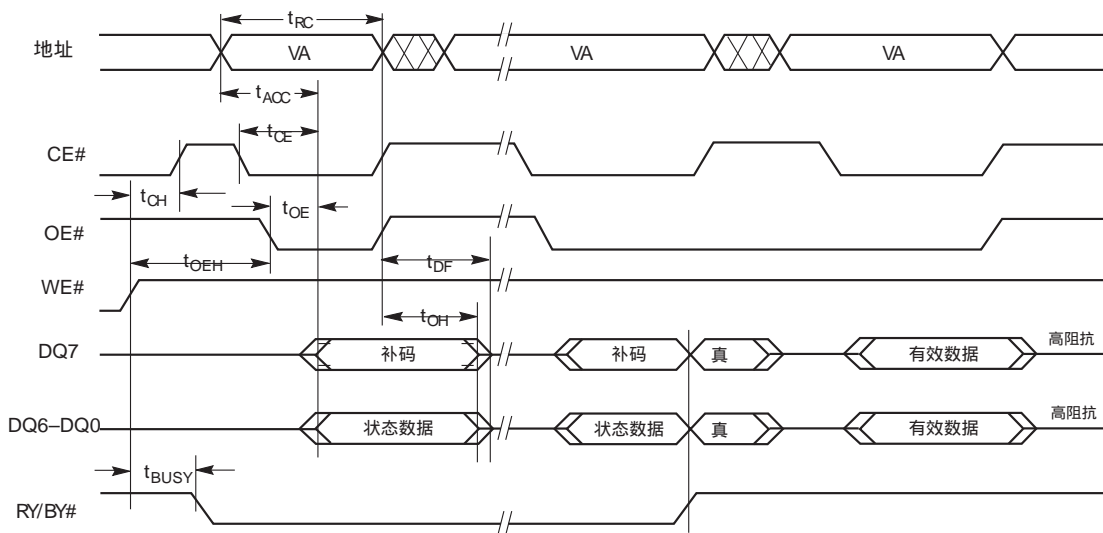 tRC
地址 VA VA VA
tACC
tCE
CE#
tCH
tOE
OE#
tOEH tDF
WE#
tOH
DQ7 补码 补码 真 有效数据 高阻抗
DQ6–DQ0 状态数据 状态数据 真 有效数据 高阻抗
tBUSY
RY/BY#